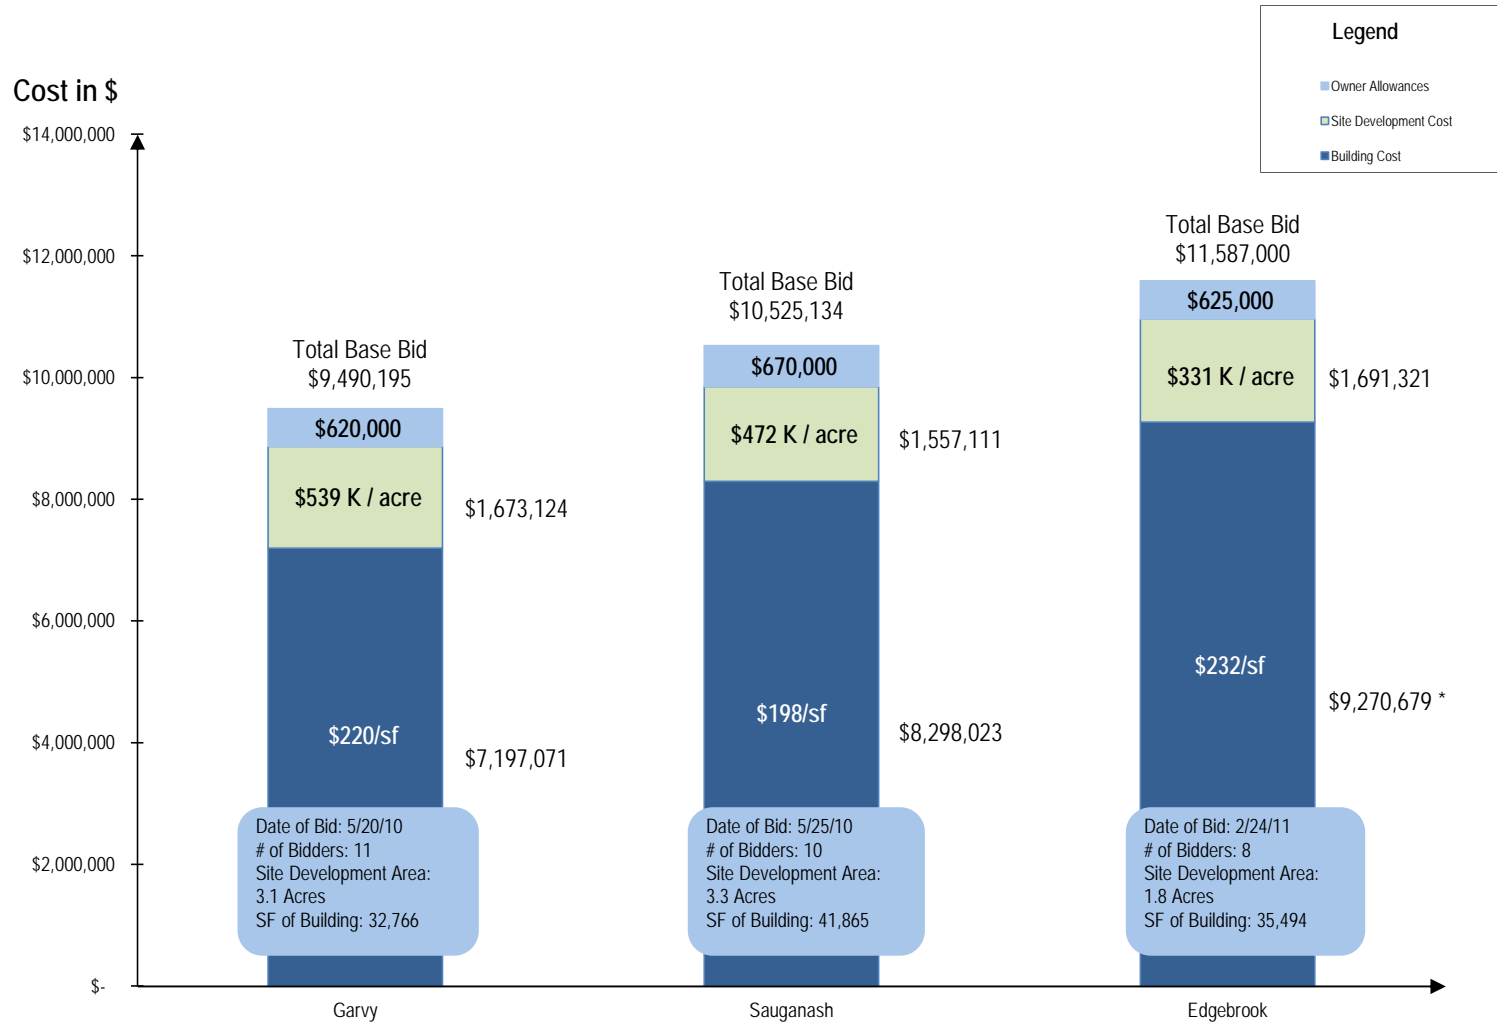 Legend
Owner Allowances
Site Development Cost
Building Cost
Cost in $
$14,000,000
$12,000,000
$10,000,000
$8,000,000
$6,000,000
$4,000,000
$2,000,000
$-
Total Base Bid
$9,490,195
$620,000
$539 K / acre
$1,673,124
$220/sf
$7,197,071
Date of Bid: 5/20/10
# of Bidders: 11
Site Development Area:
3.1 Acres
SF of Building: 32,766
Garvy
Total Base Bid
$10,525,134
$670,000
$472 K / acre
$1,557,111
$198/sf
$8,298,023
Date of Bid: 5/25/10
# of Bidders: 10
Site Development Area:
3.3 Acres
SF of Building: 41,865
Sauganash
Total Base Bid
$11,587,000
$625,000
$331 K / acre
$1,691,321
$232/sf
$9,270,679 *
Date of Bid: 2/24/11
# of Bidders: 8
Site Development Area:
1.8 Acres
SF of Building: 35,494
Edgebrook